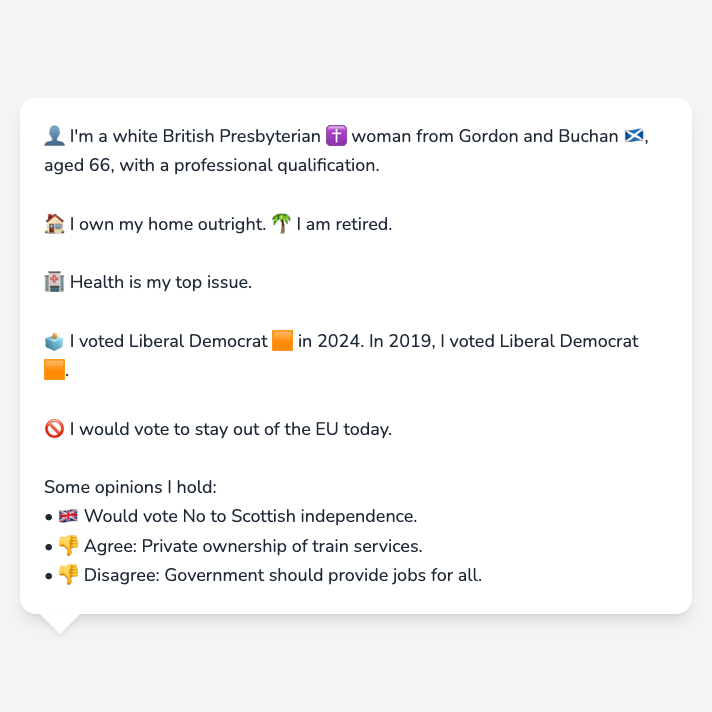 👤 I'm a white British Presbyterian ✝️ woman from Gordon and Buchan 🏴󠁧󠁢󠁳󠁣󠁴󠁿,
aged 66, with a professional qualification.
🏠 I own my home outright. 🌴 I am retired.
🏥 Health is my top issue.
🗳️ I voted Liberal Democrat 🟧 in 2024. In 2019, I voted Liberal Democrat
🟧.
🚫 I would vote to stay out of the EU today.
Some opinions I hold:
• 🇬🇧 Would vote No to Scottish independence.
• 👎 Agree: Private ownership of train services.
• 👎 Disagree: Government should provide jobs for all.